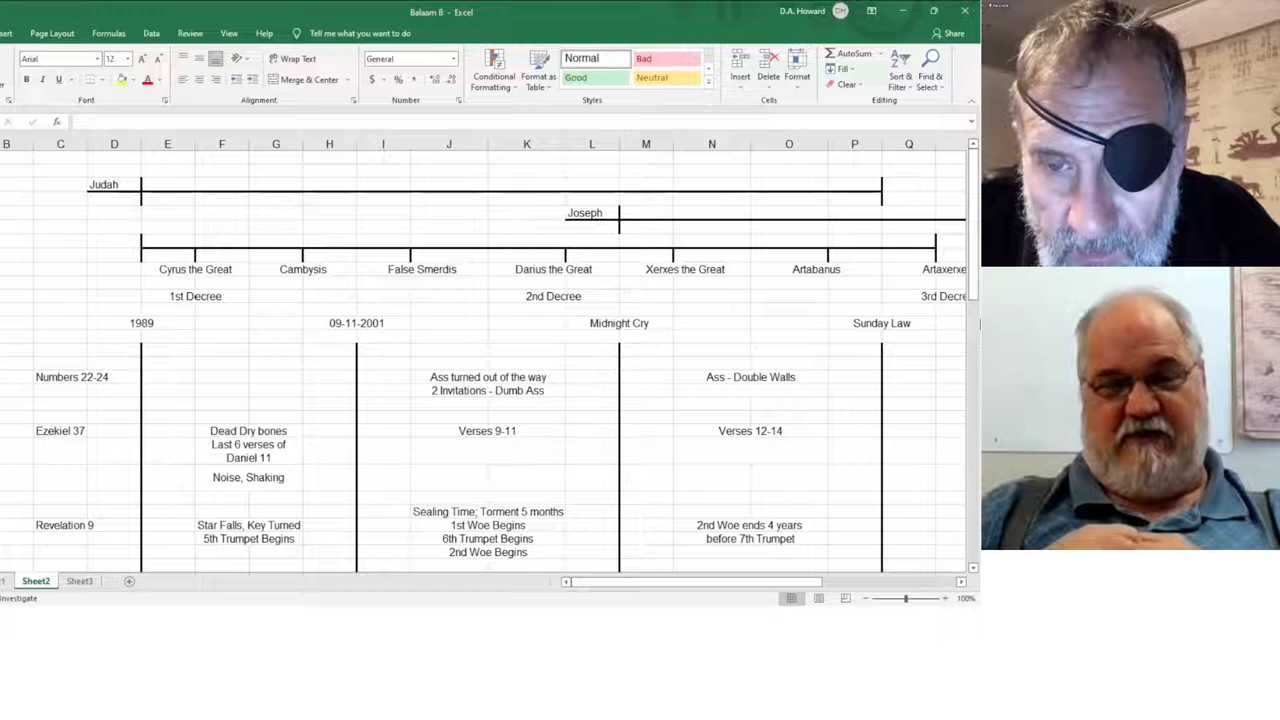 Balaam B - Excel
D.A. Howard
DH
sert
Page Layout
Formulas
Data
Review
View
Help
Tell me what you want to do
Share
Arial
12
Wrap Text
General
Normal
Bad
AutoSum
B I U
Merge & Center
$ %
Conditional Formatting
Format as Table
Good
Neutral
Insert
Delete
Format
Fill
Clear
Sort & Filter
Find & Select
Font
Alignment
Number
Styles
Cells
Editing
fx
B C D E F G H I J K L M N O P Q
Judah
Joseph
Cyrus the Great
Cambysis
False Smerdis
Darius the Great
Xerxes the Great
Artabanus
Artaxerxe
1st Decree
2nd Decree
3rd Decre
1989
09-11-2001
Midnight Cry
Sunday Law
Numbers 22-24
Ass turned out of the way
2 Invitations - Dumb Ass
Ass - Double Walls
Ezekiel 37
Dead Dry bones
Last 6 verses of
Daniel 11
Noise, Shaking
Verses 9-11
Verses 12-14
Revelation 9
Star Falls, Key Turned
5th Trumpet Begins
Sealing Time; Torment 5 months
1st Woe Begins
6th Trumpet Begins
2nd Woe Begins
2nd Woe ends 4 years
before 7th Trumpet
1
Sheet2
Sheet3
nvestigate
100%